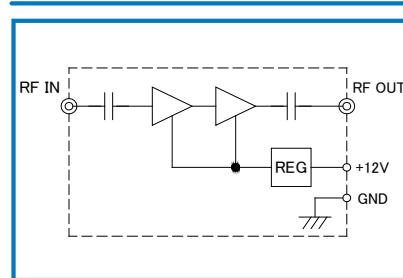 RF IN
RF OUT
REG
+12V
GND